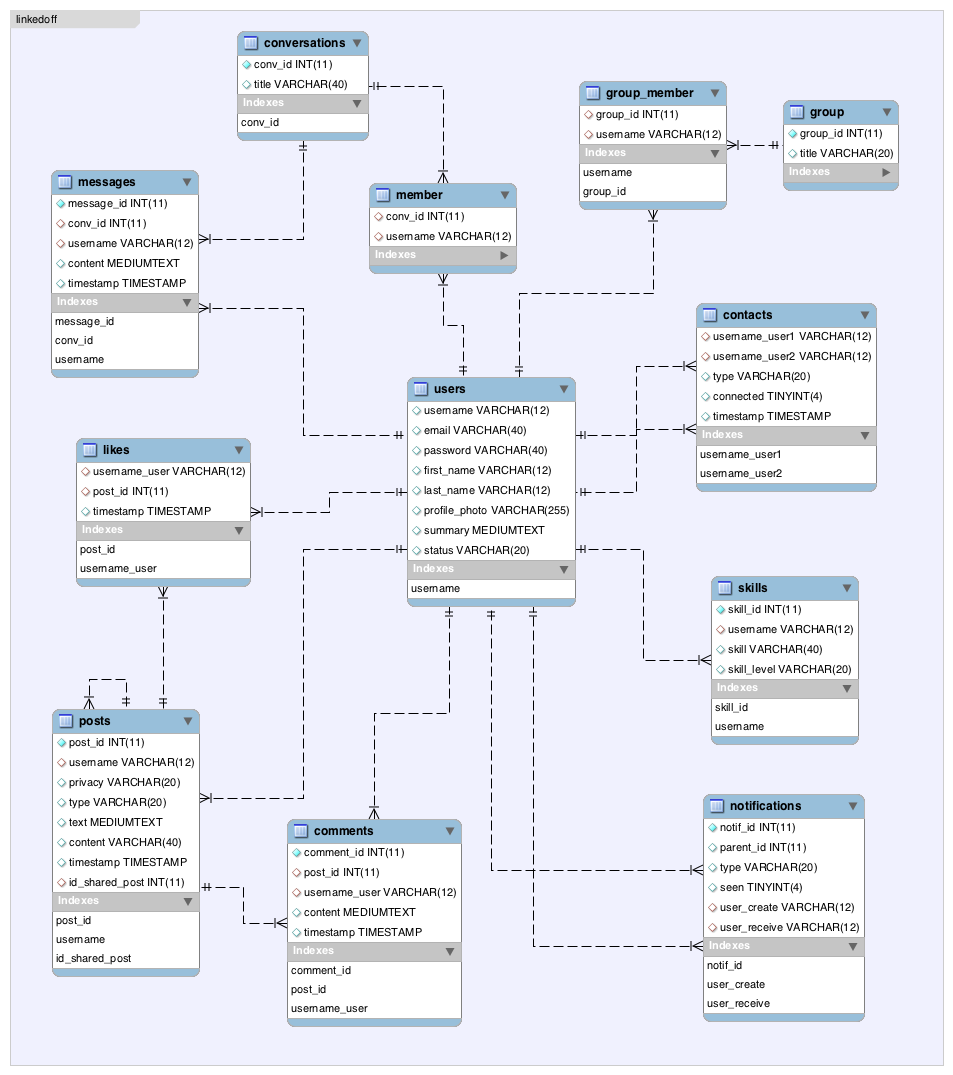 linkedoff
conversations
conv_id INT(11)
title VARCHAR(40)
Indexes
conv_id
group_member
group_id INT(11)
username VARCHAR(12)
Indexes
username
group_id
group
group_id INT(11)
title VARCHAR(20)
Indexes
messages
message_id INT(11)
conv_id INT(11)
username VARCHAR(12)
content MEDIUMTEXT
timestamp TIMESTAMP
Indexes
message_id
conv_id
username
member
conv_id INT(11)
username VARCHAR(12)
Indexes
contacts
username_user1 VARCHAR(12)
username_user2 VARCHAR(12)
type VARCHAR(20)
connected TINYINT(4)
timestamp TIMESTAMP
Indexes
username_user1
username_user2
users
username VARCHAR(12)
email VARCHAR(40)
password VARCHAR(40)
first_name VARCHAR(12)
last_name VARCHAR(12)
profile_photo VARCHAR(255)
summary MEDIUMTEXT
status VARCHAR(20)
Indexes
username
likes
username_user VARCHAR(12)
post_id INT(11)
timestamp TIMESTAMP
Indexes
post_id
username_user
skills
skill_id INT(11)
username VARCHAR(12)
skill VARCHAR(40)
skill_level VARCHAR(20)
Indexes
skill_id
username
posts
post_id INT(11)
username VARCHAR(12)
privacy VARCHAR(20)
type VARCHAR(20)
text MEDIUMTEXT
content VARCHAR(40)
timestamp TIMESTAMP
id_shared_post INT(11)
Indexes
post_id
username
id_shared_post
comments
comment_id INT(11)
post_id INT(11)
username_user VARCHAR(12)
content MEDIUMTEXT
timestamp TIMESTAMP
Indexes
comment_id
post_id
username_user
notifications
notif_id INT(11)
parent_id INT(11)
type VARCHAR(20)
seen TINYINT(4)
user_create VARCHAR(12)
user_receive VARCHAR(12)
Indexes
notif_id
user_create
user_receive